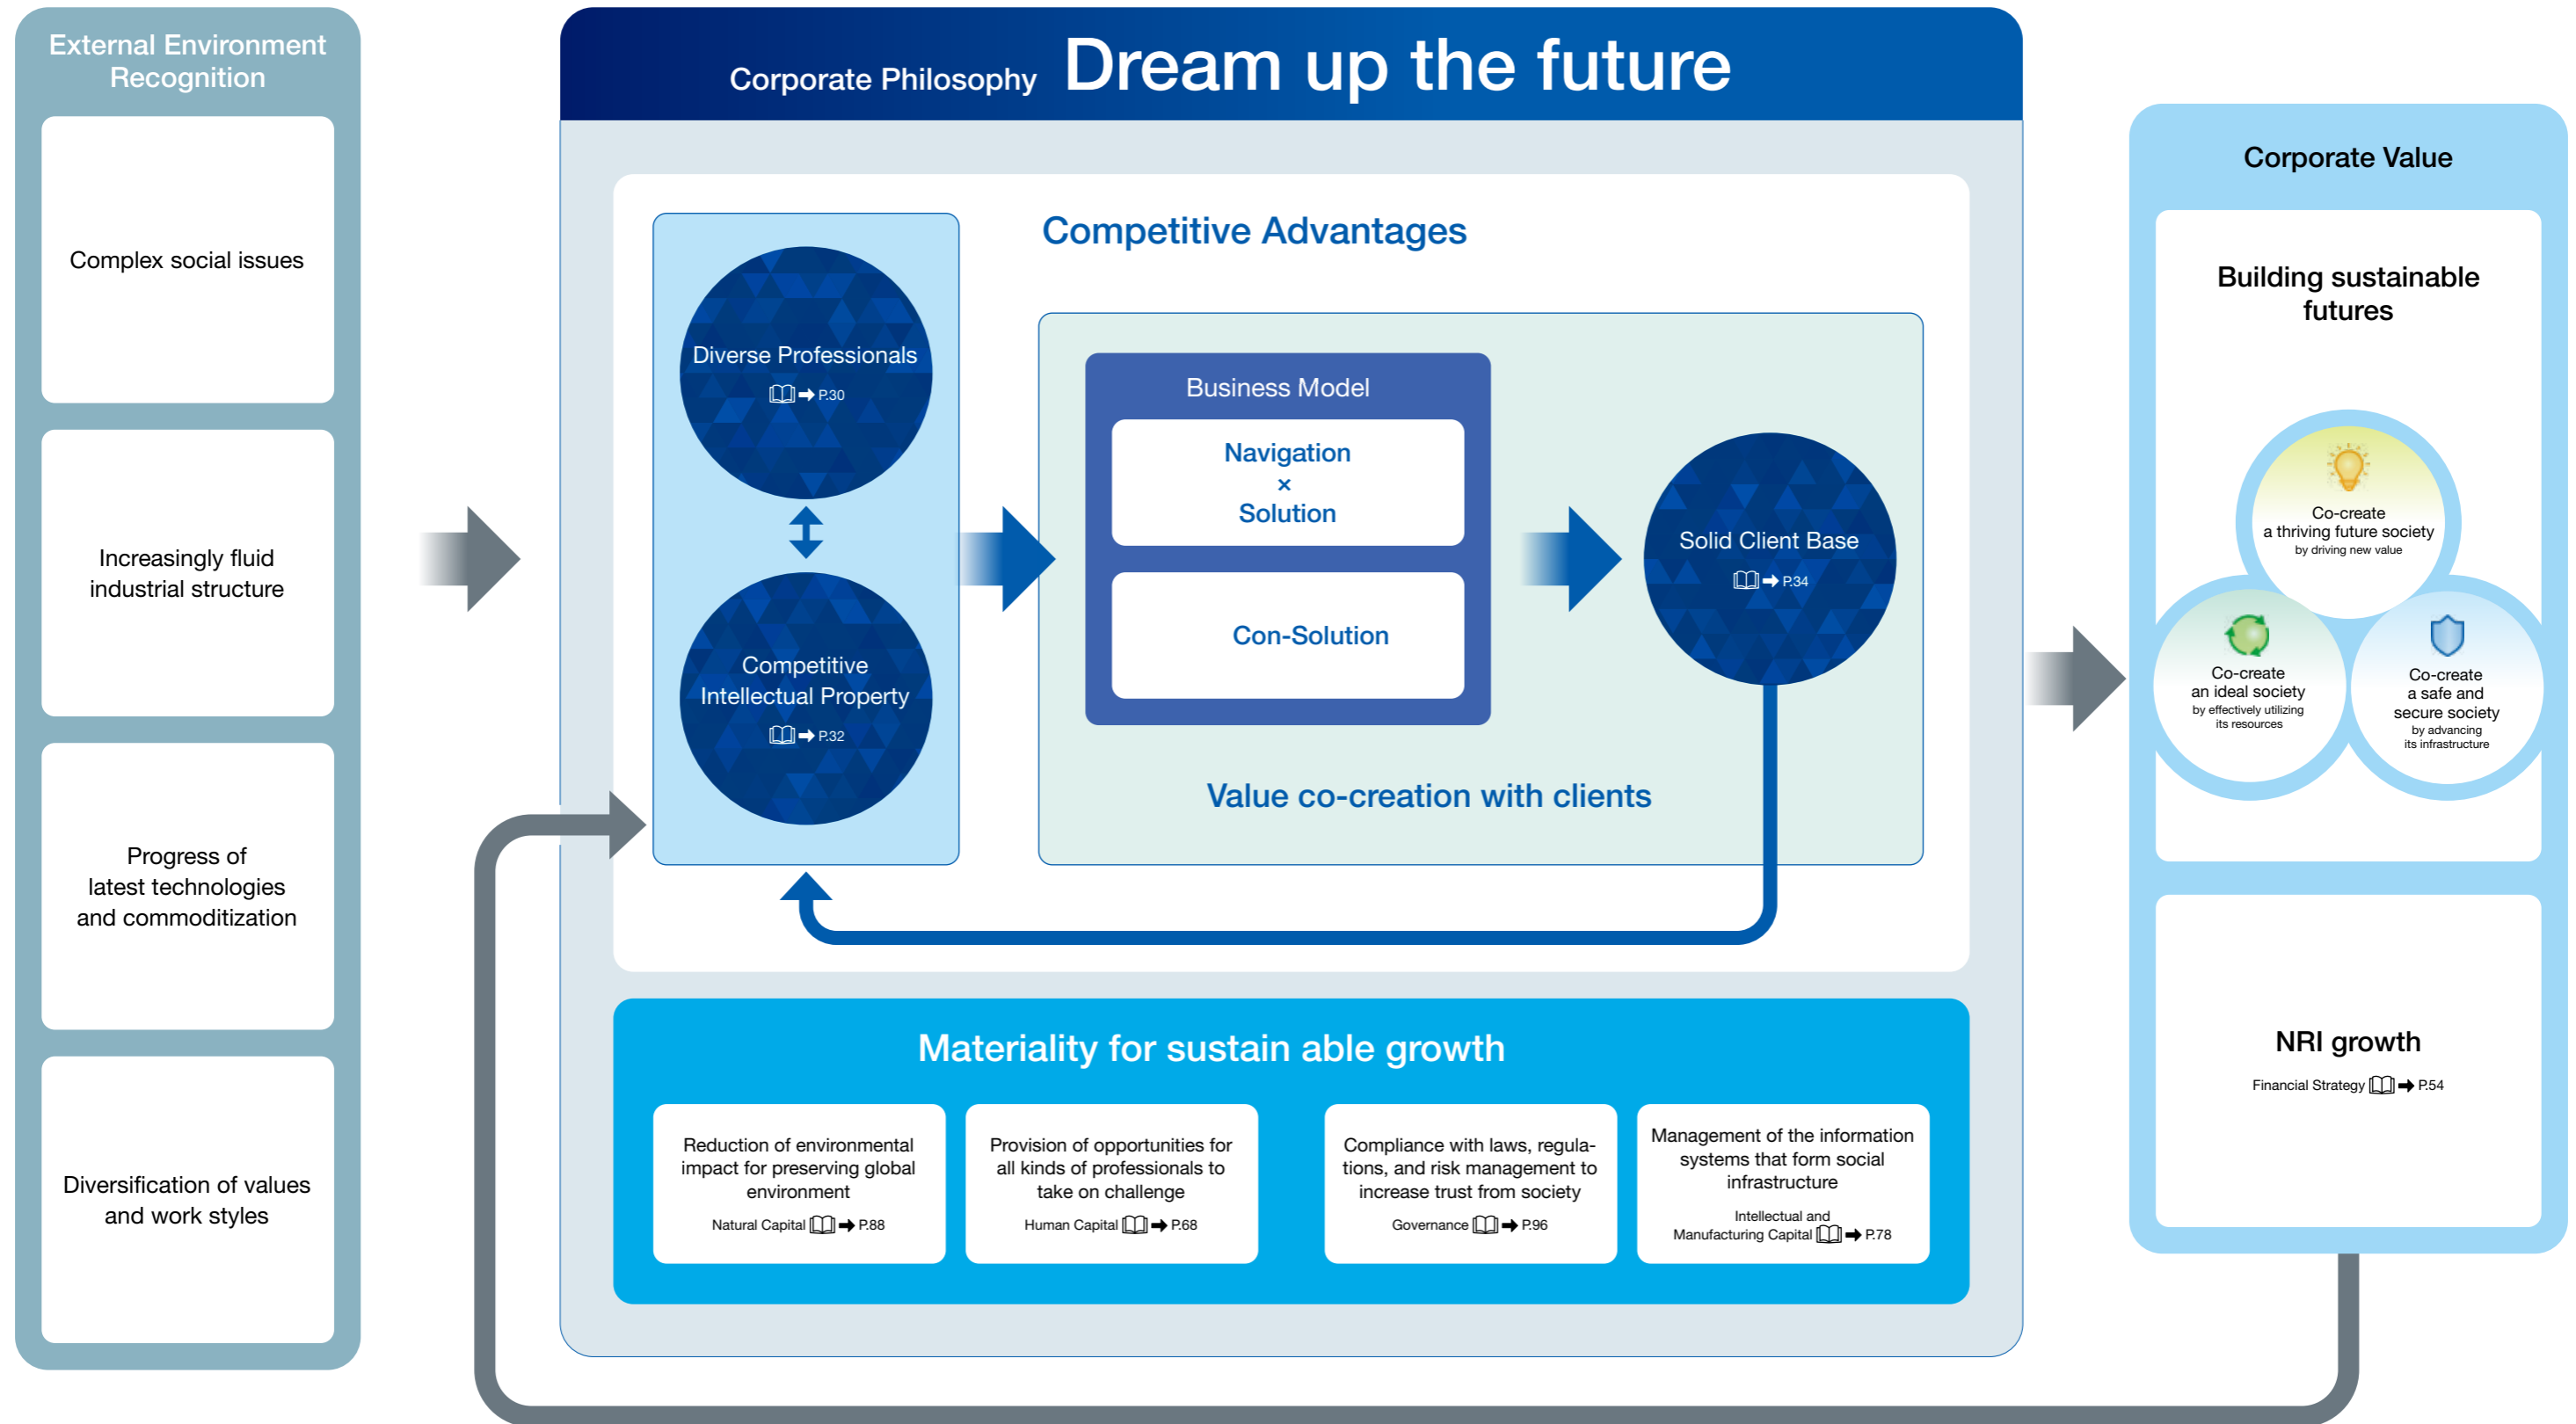 External Environment
Recognition
Complex social issues
Increasingly fluid
industrial structure
Progress of
latest technologies
and commoditization
Diversification of values
and work styles
Corporate Philosophy Dream up the future
Competitive Advantages
Diverse Professionals
P.30
Competitive
Intellectual Property
P.32
Business Model
Navigation
×
Solution
Con-Solution
Solid Client Base
P.34
Value co-creation with clients
Materiality for sustain able growth
Reduction of environmental
impact for preserving global
environment
Natural Capital P.88
Provision of opportunities for
all kinds of professionals to
take on challenge
Human Capital P.68
Compliance with laws, regula-
tions, and risk management to
increase trust from society
Governance P.96
Management of the information
systems that form social
infrastructure
Intellectual and
Manufacturing Capital P.78
Corporate Value
Building sustainable
futures
Co-create
a thriving future society
by driving new value
Co-create
an ideal society
by effectively utilizing
its resources
Co-create
a safe and
secure society
by advancing
its infrastructure
NRI growth
Financial Strategy P.54